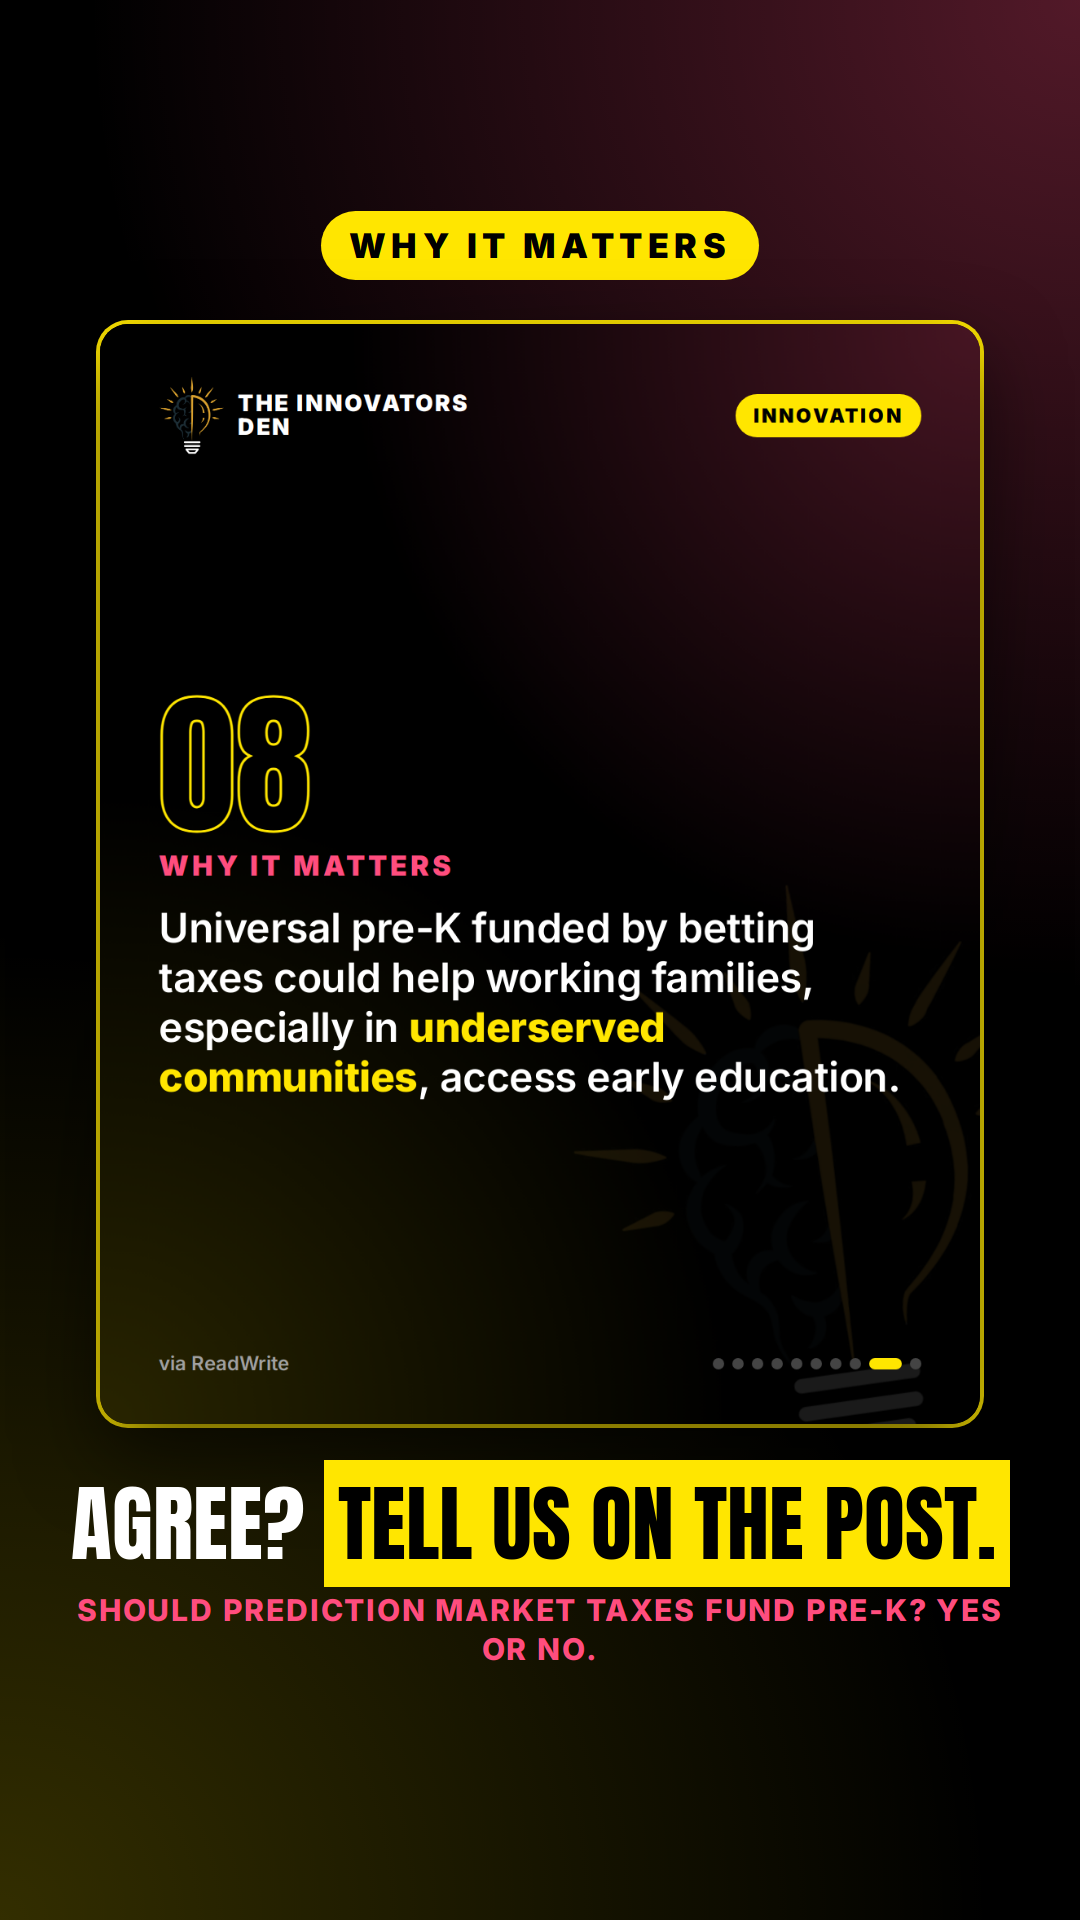 WHY IT MATTERS
THE INNOVATORS
DEN
INNOVATION
08
WHY IT MATTERS
Universal pre-K funded by betting
taxes could help working families,
especially in underserved
communities, access early education.
via ReadWrite
AGREE? TELL US ON THE POST.
SHOULD PREDICTION MARKET TAXES FUND PRE-K? YES
OR NO.